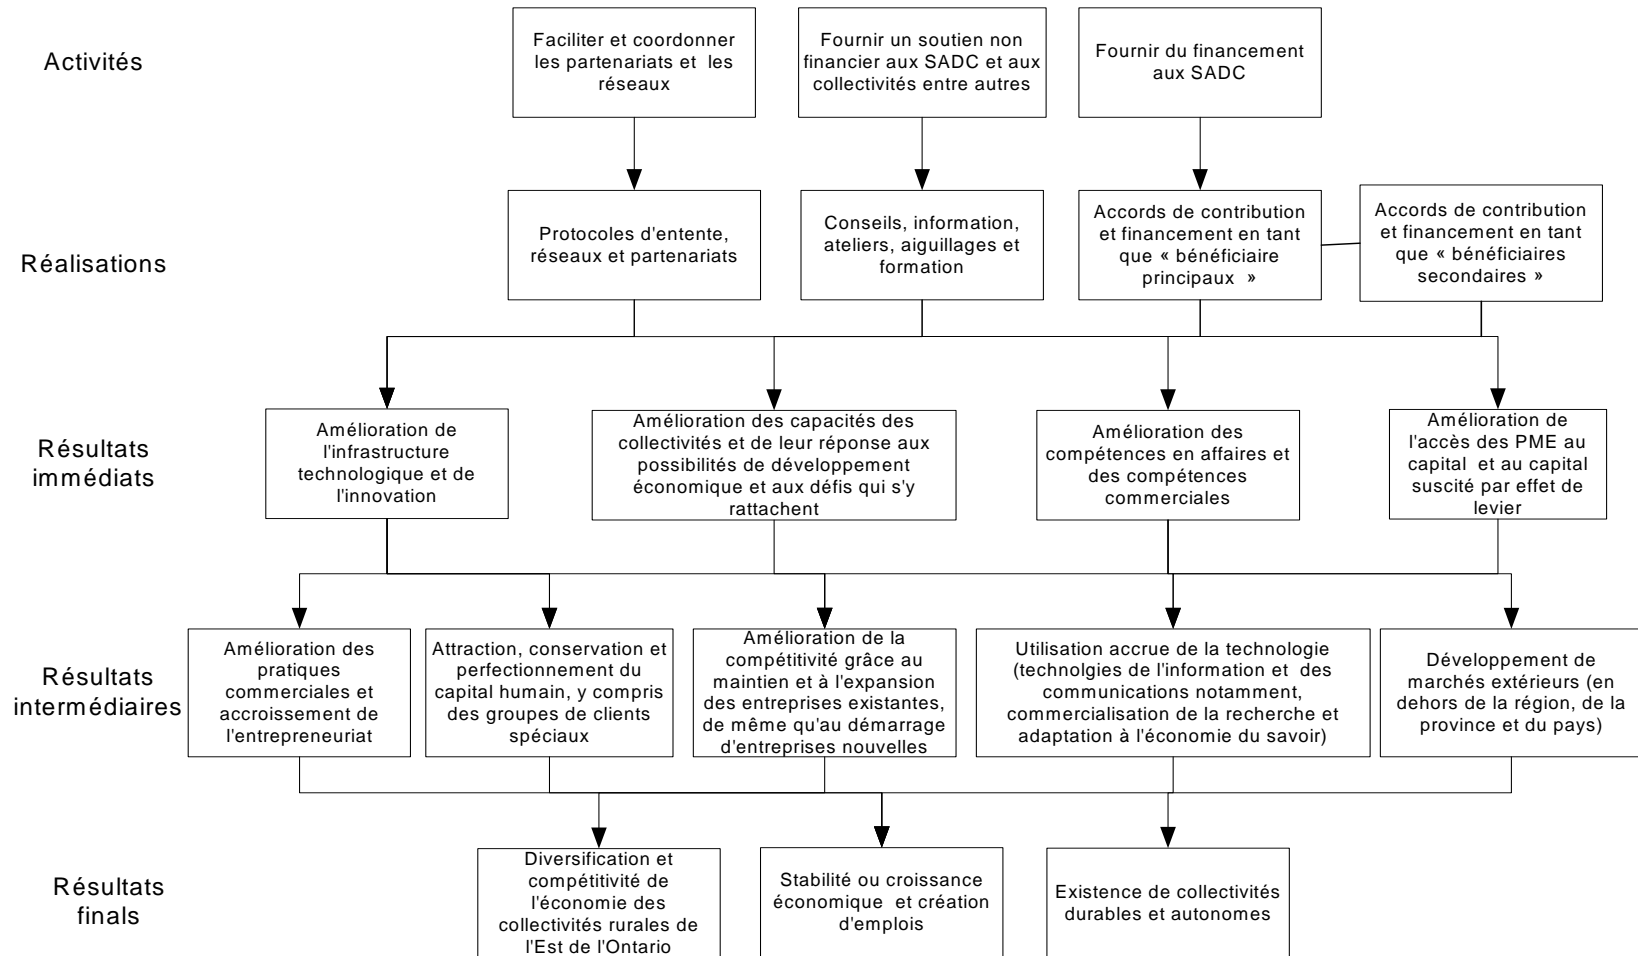 Activités
Faciliter et coordonner
les partenariats et les
réseaux
Fournir un soutien non
financier aux SADC et aux
collectivités entre autres
Fournir du financement
aux SADC
Réalisations
Protocoles d'entente,
réseaux et partenariats
Conseils, information,
ateliers, aiguillages et
formation
Accords de contribution
et financement en tant
que « bénéficiaire
principaux »
Accords de contribution
et financement en tant
que « bénéficiaires
secondaires »
Résultats
immédiats
Amélioration de
l'infrastructure
technologique et de
l'innovation
Amélioration des capacités des
collectivités et de leur réponse aux
possibilités de développement
économique et aux défis qui s'y
rattachent
Amélioration des
compétences en affaires et
des compétences
commerciales
Amélioration de
l'accès des PME au
capital et au capital
suscité par effet de
levier
Résultats
intermédiaires
Amélioration des
pratiques
commerciales et
accroissement de
l'entrepreneuriat
Attraction, conservation et
perfectionnement du
capital humain, y compris
des groupes de clients
spéciaux
Amélioration de la
compétitivité grâce au
maintien et à l'expansion
des entreprises existantes,
de même qu'au démarrage
d'entreprises nouvelles
Utilisation accrue de la technologie
(technolgies de l'information et des
communications notamment,
commercialisation de la recherche et
adaptation à l'économie du savoir)
Développement de
marchés extérieurs (en
dehors de la région, de la
province et du pays)
Résultats
finals
Diversification et
compétitivité de
l'économie des
collectivités rurales de
l'Est de l'Ontario
Stabilité ou croissance
économique et création
d'emplois
Existence de collectivités
durables et autonomes